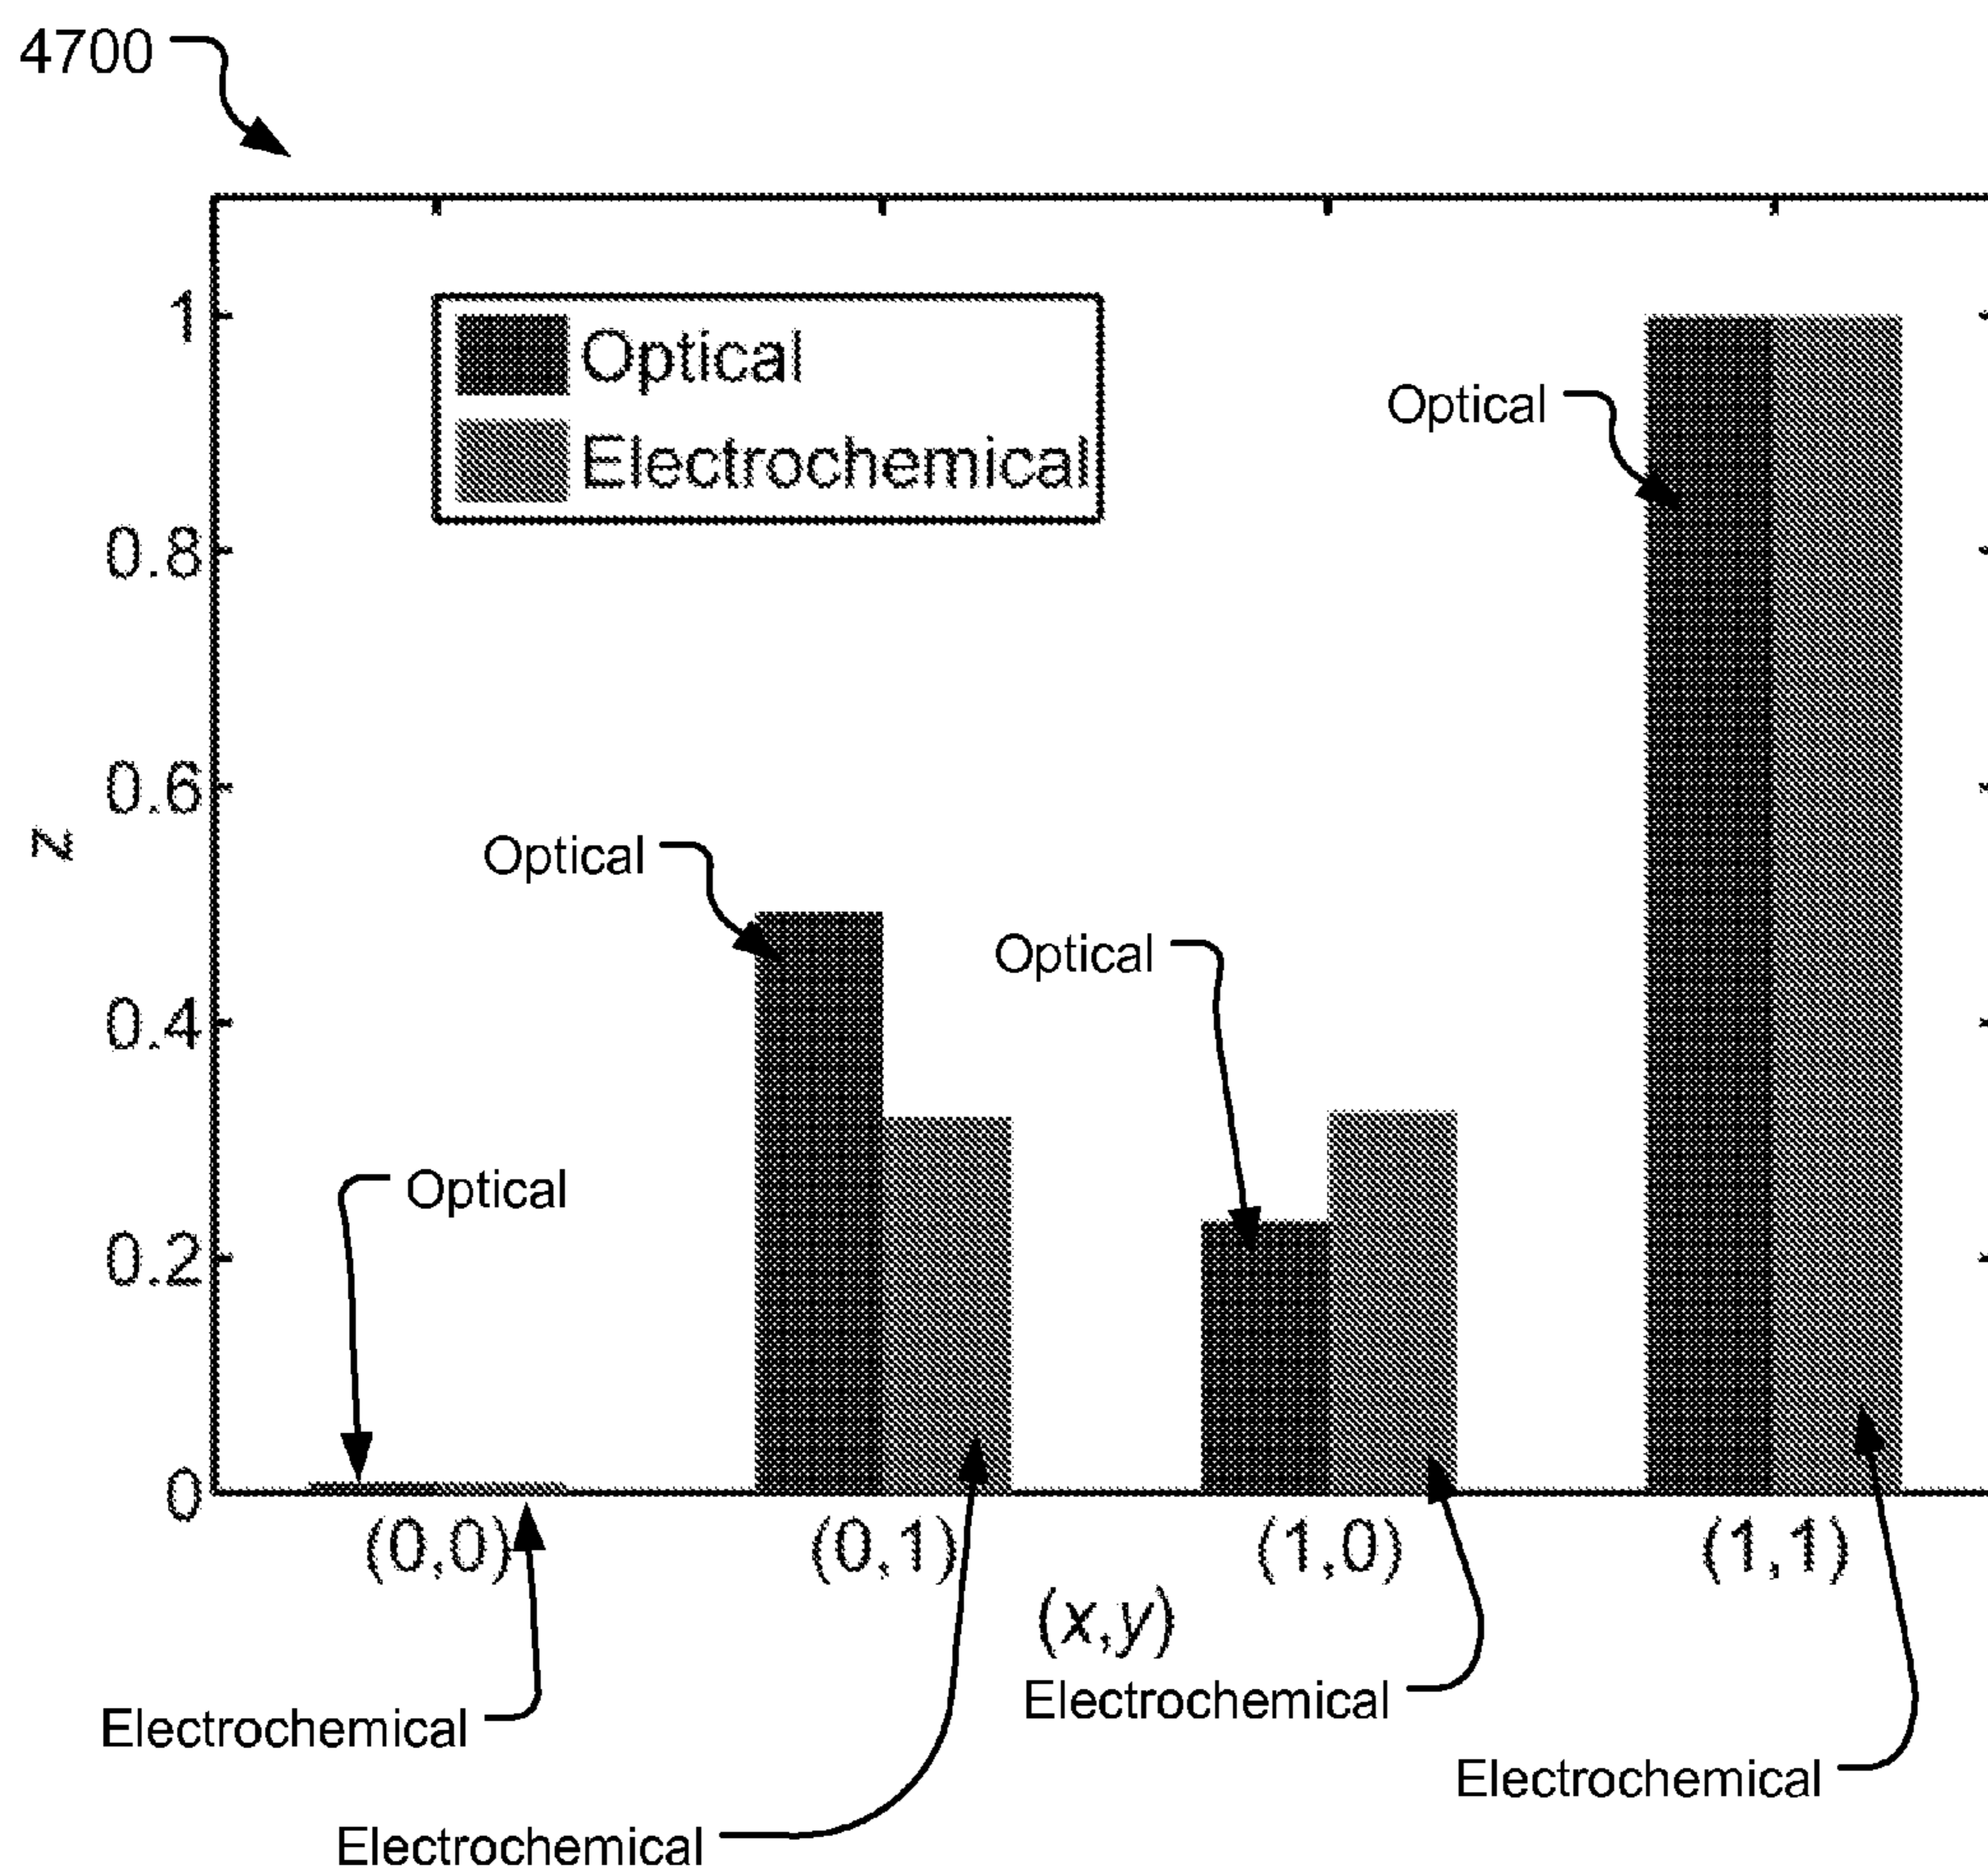 4700
1
Optical
Electrochemical
Optical
0.8
0.6
z
Optical
Optical
0.4
Optical
0.2
0
(0,0)
(0,1)
(1,0)
(1,1)
(x,y)
Electrochemical
Electrochemical
Electrochemical
Electrochemical